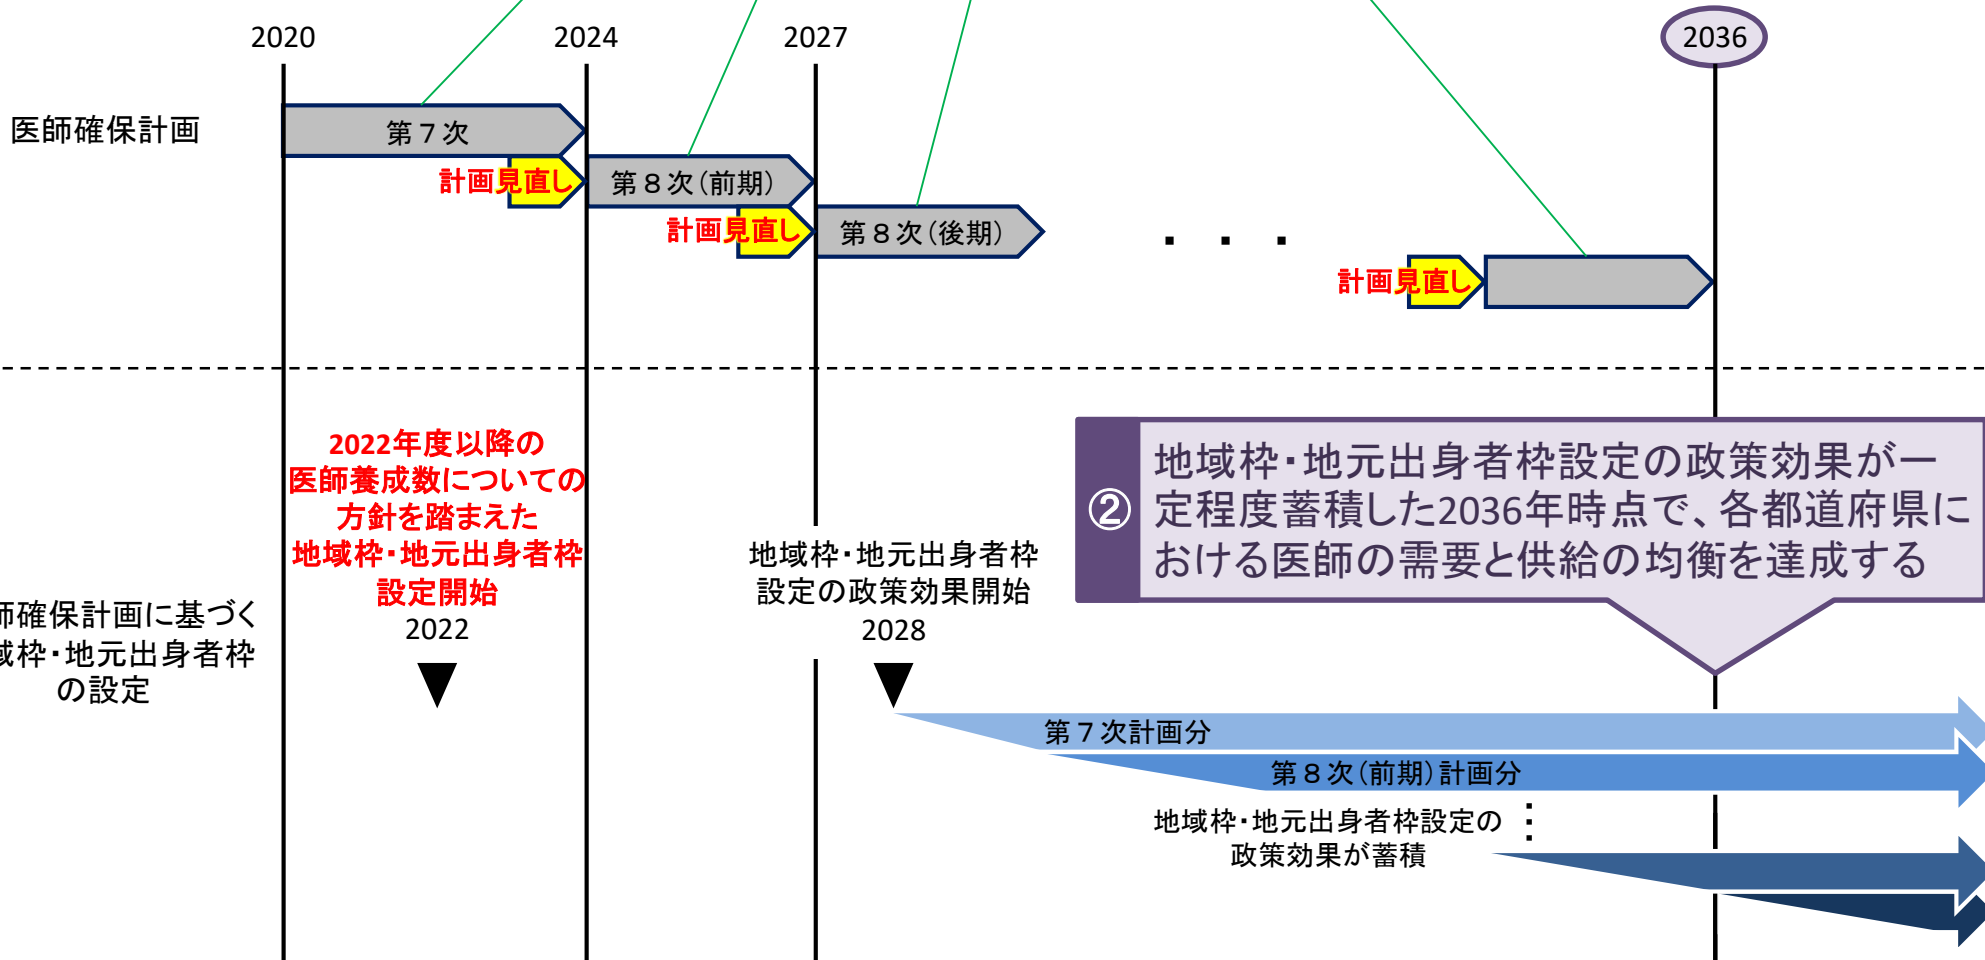 2020
2024
2027
2036
医師確保計画
第７次
計画見直し
第８次（前期）
計画見直し
第８次（後期）
・・・
計画見直し
2022年度以降の
医師養成数についての
方針を踏まえた
地域枠・地元出身者枠
設定開始
2022
地域枠・地元出身者枠
設定の政策効果開始
2028
②
地域枠・地元出身者枠設定の政策効果が一
定程度蓄積した2036年時点で、各都道府県に
おける医師の需要と供給の均衡を達成する
師確保計画に基づく
域枠・地元出身者枠
の設定
第７次計画分
第８次（前期）計画分
地域枠・地元出身者枠設定の
政策効果が蓄積